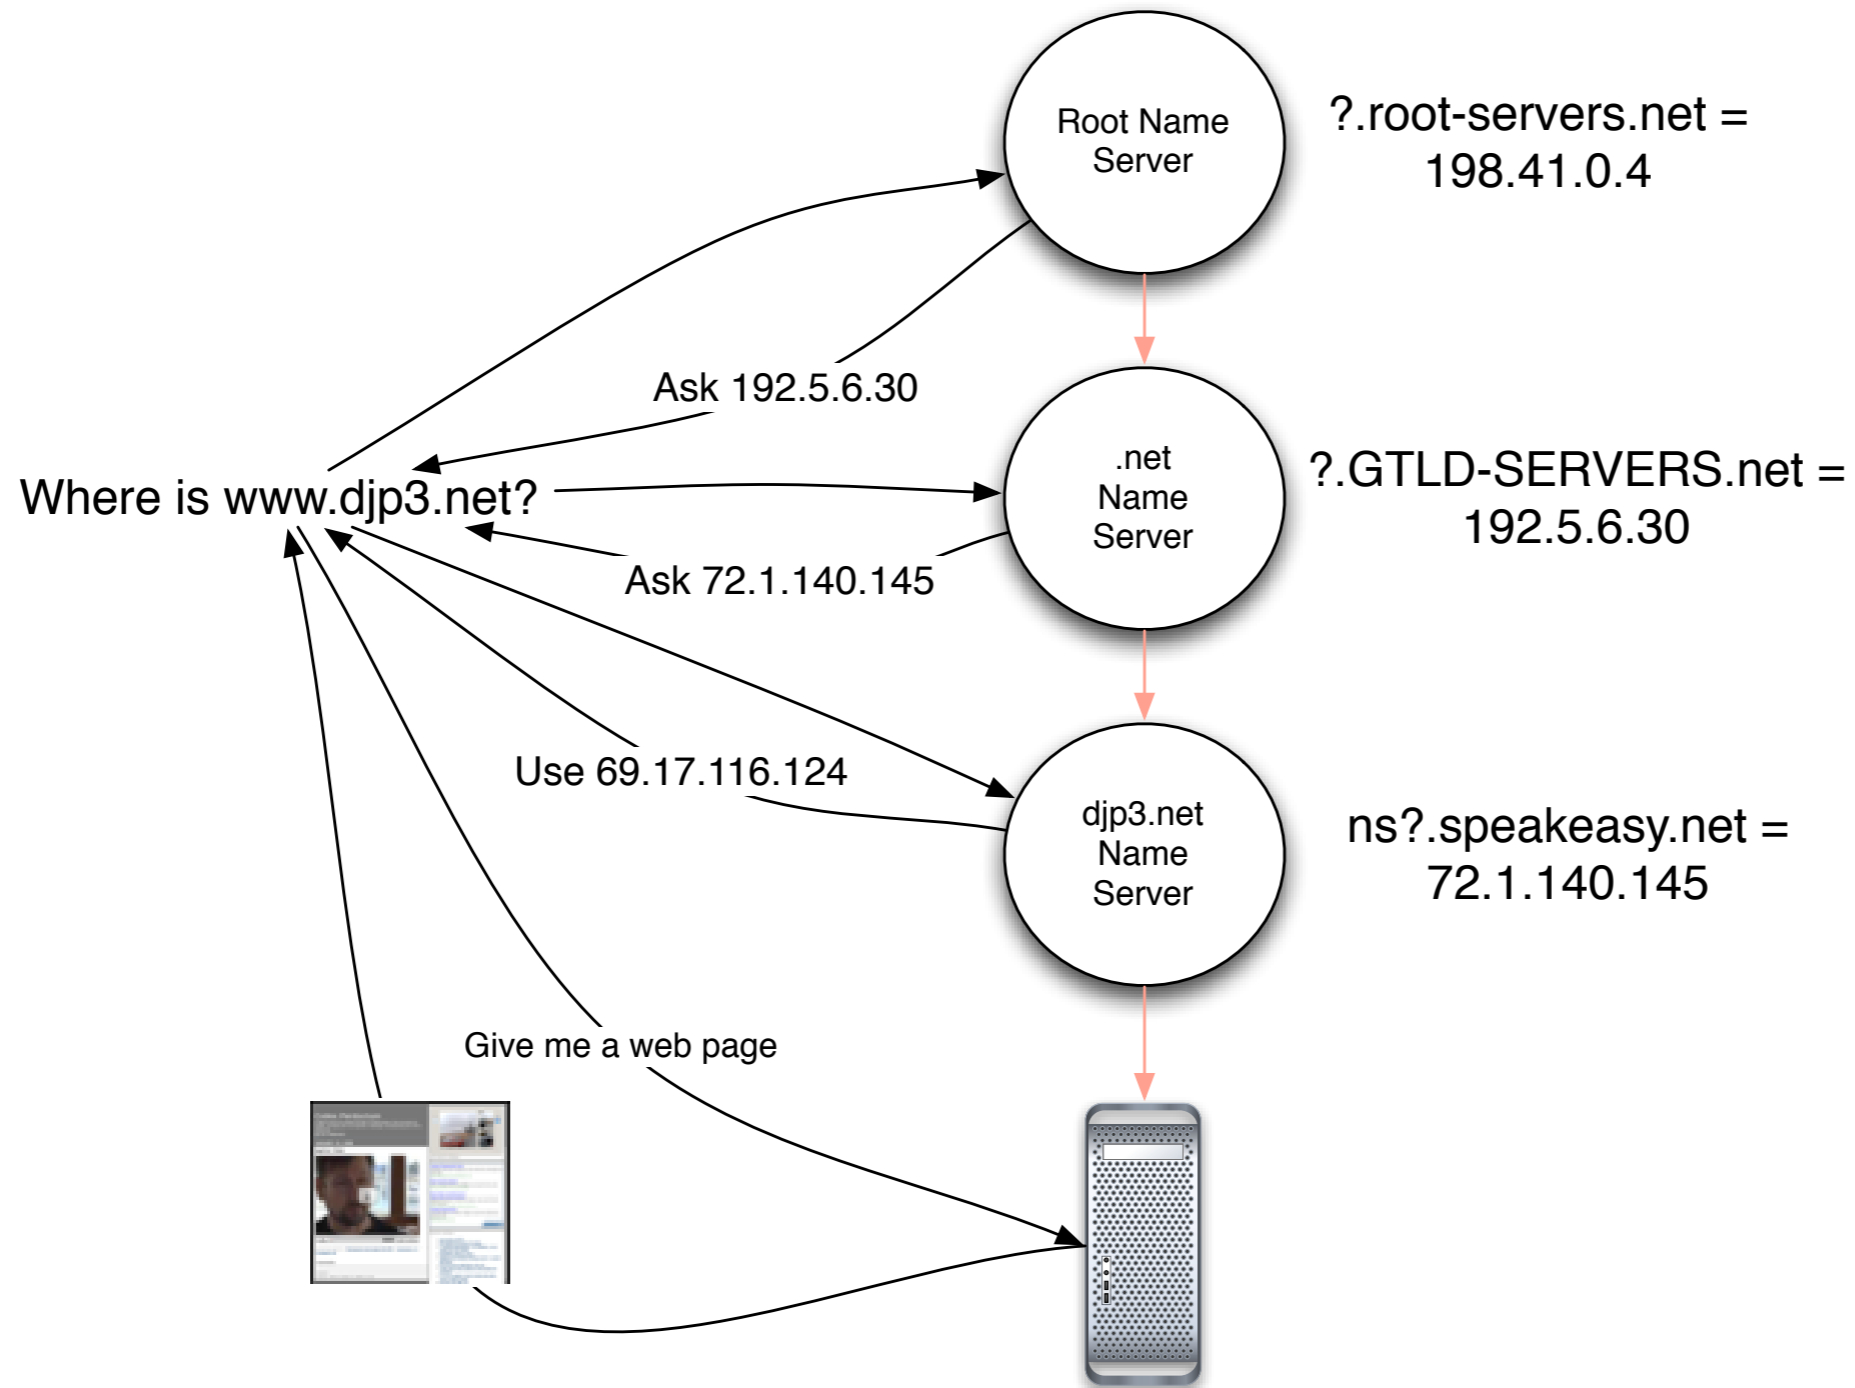 Root Name
Server
?.root-servers.net =
198.41.0.4
Ask 192.5.6.30
Where is www.djp3.net?
.net
Name
Server
?.GTLD-SERVERS.net =
192.5.6.30
Ask 72.1.140.145
Use 69.17.116.124
djp3.net
Name
Server
ns?.speakeasy.net =
72.1.140.145
Give me a web page